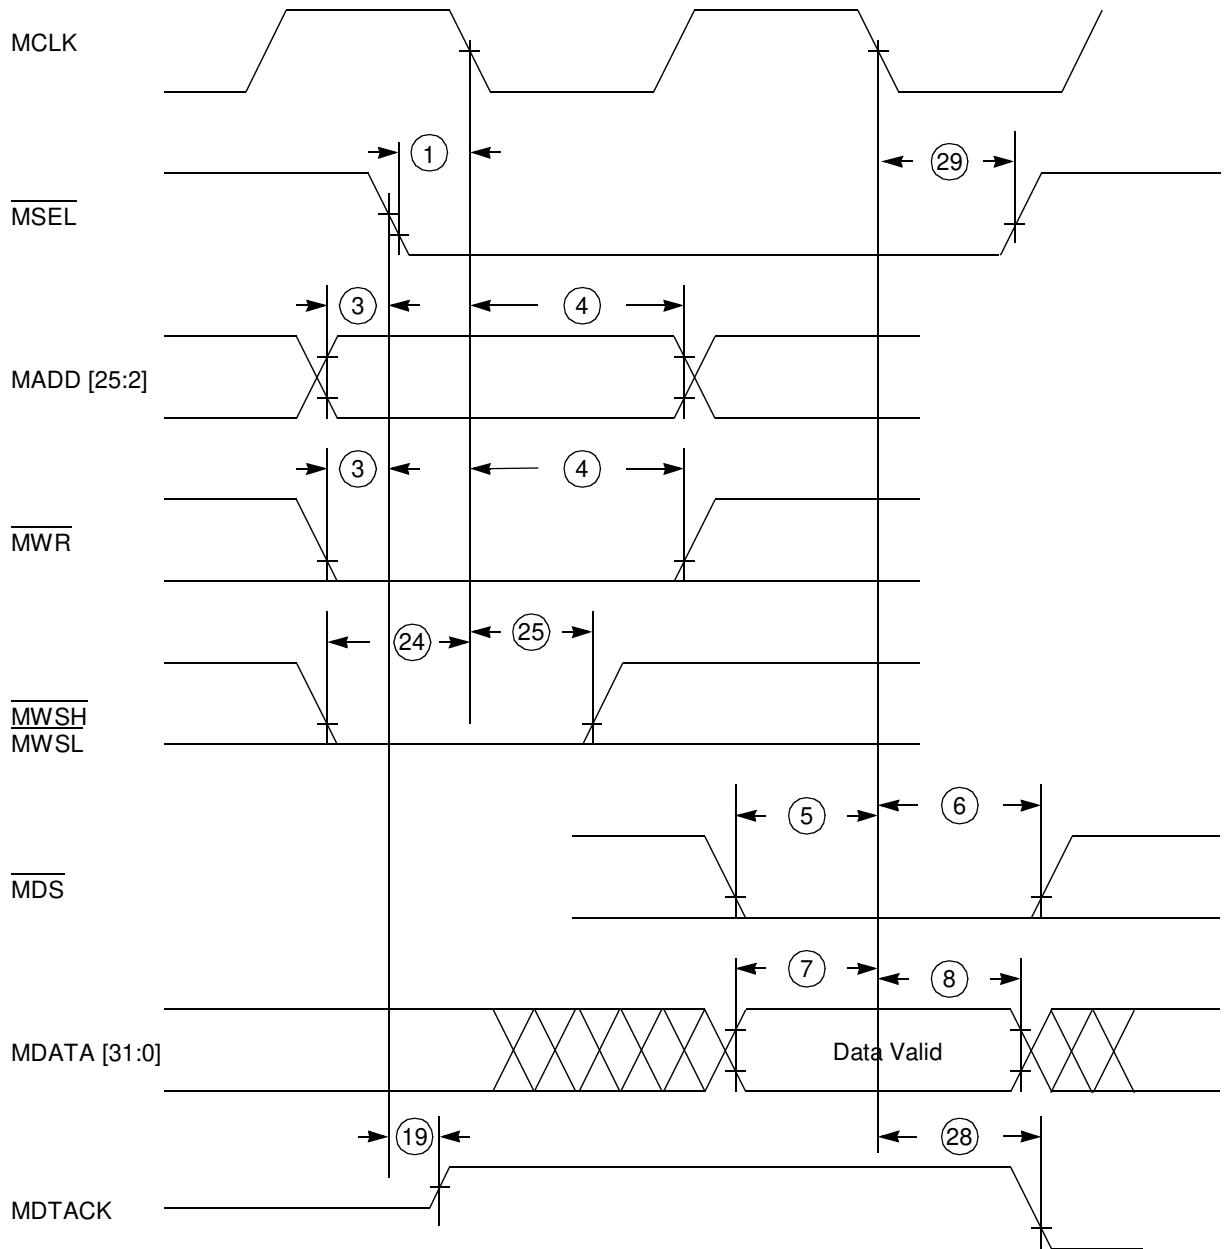 MCLK
1
29
MSEL
3
4
MADD [25:2]
3
4
MWR
24
25
MWSH
MWSL
5
6
MDS
7
8
MDATA [31:0]
Data Valid
19
28
MDTACK